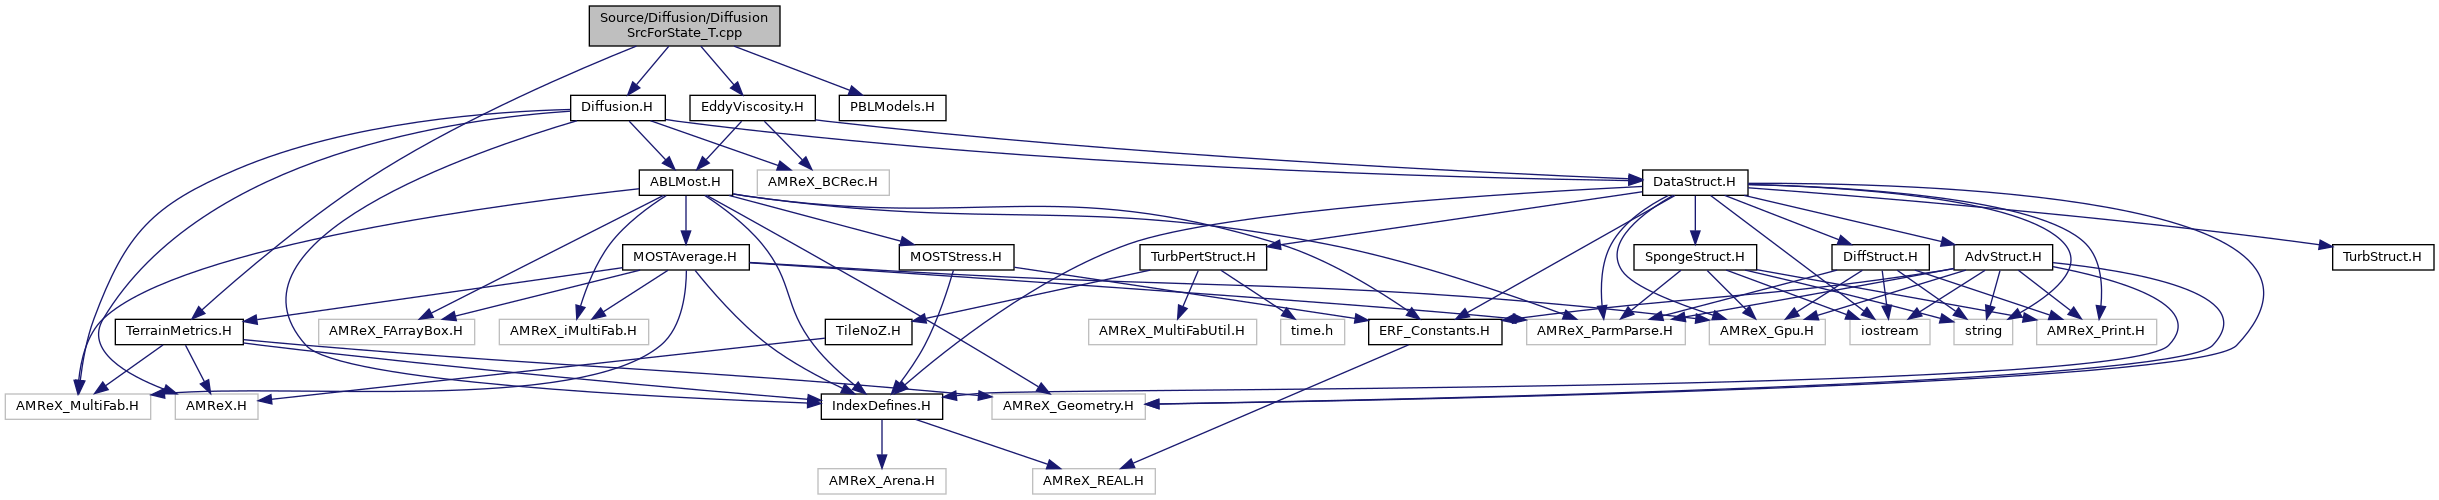 Source/Diffusion/Diffusion
SrcForState_T.cpp
Diffusion.H
EddyViscosity.H
PBLModels.H
ABLMost.H
AMReX_BCRec.H
DataStruct.H
MOSTAverage.H
MOSTStress.H
TurbPertStruct.H
SpongeStruct.H
DiffStruct.H
AdvStruct.H
TurbStruct.H
TerrainMetrics.H
AMReX_FArrayBox.H
AMReX_iMultiFab.H
TileNoZ.H
AMReX_MultiFabUtil.H
time.h
ERF_Constants.H
AMReX_ParmParse.H
AMReX_Gpu.H
iostream
string
AMReX_Print.H
AMReX_MultiFab.H
AMReX.H
IndexDefines.H
AMReX_Geometry.H
AMReX_Arena.H
AMReX_REAL.H